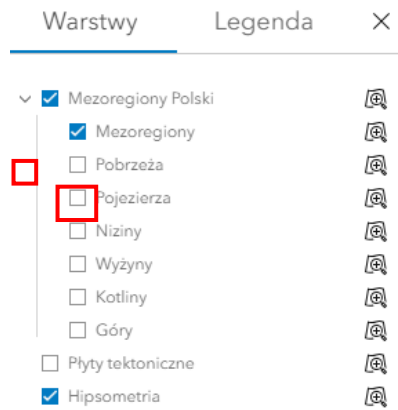 Warstwy Legenda
Mezoregiony Polski
Mezoregiony
Pobrzeża
Pojezierza
Niziny
Wyżyny
Kotliny
Góry
Płyty tektoniczne
Hipsometria